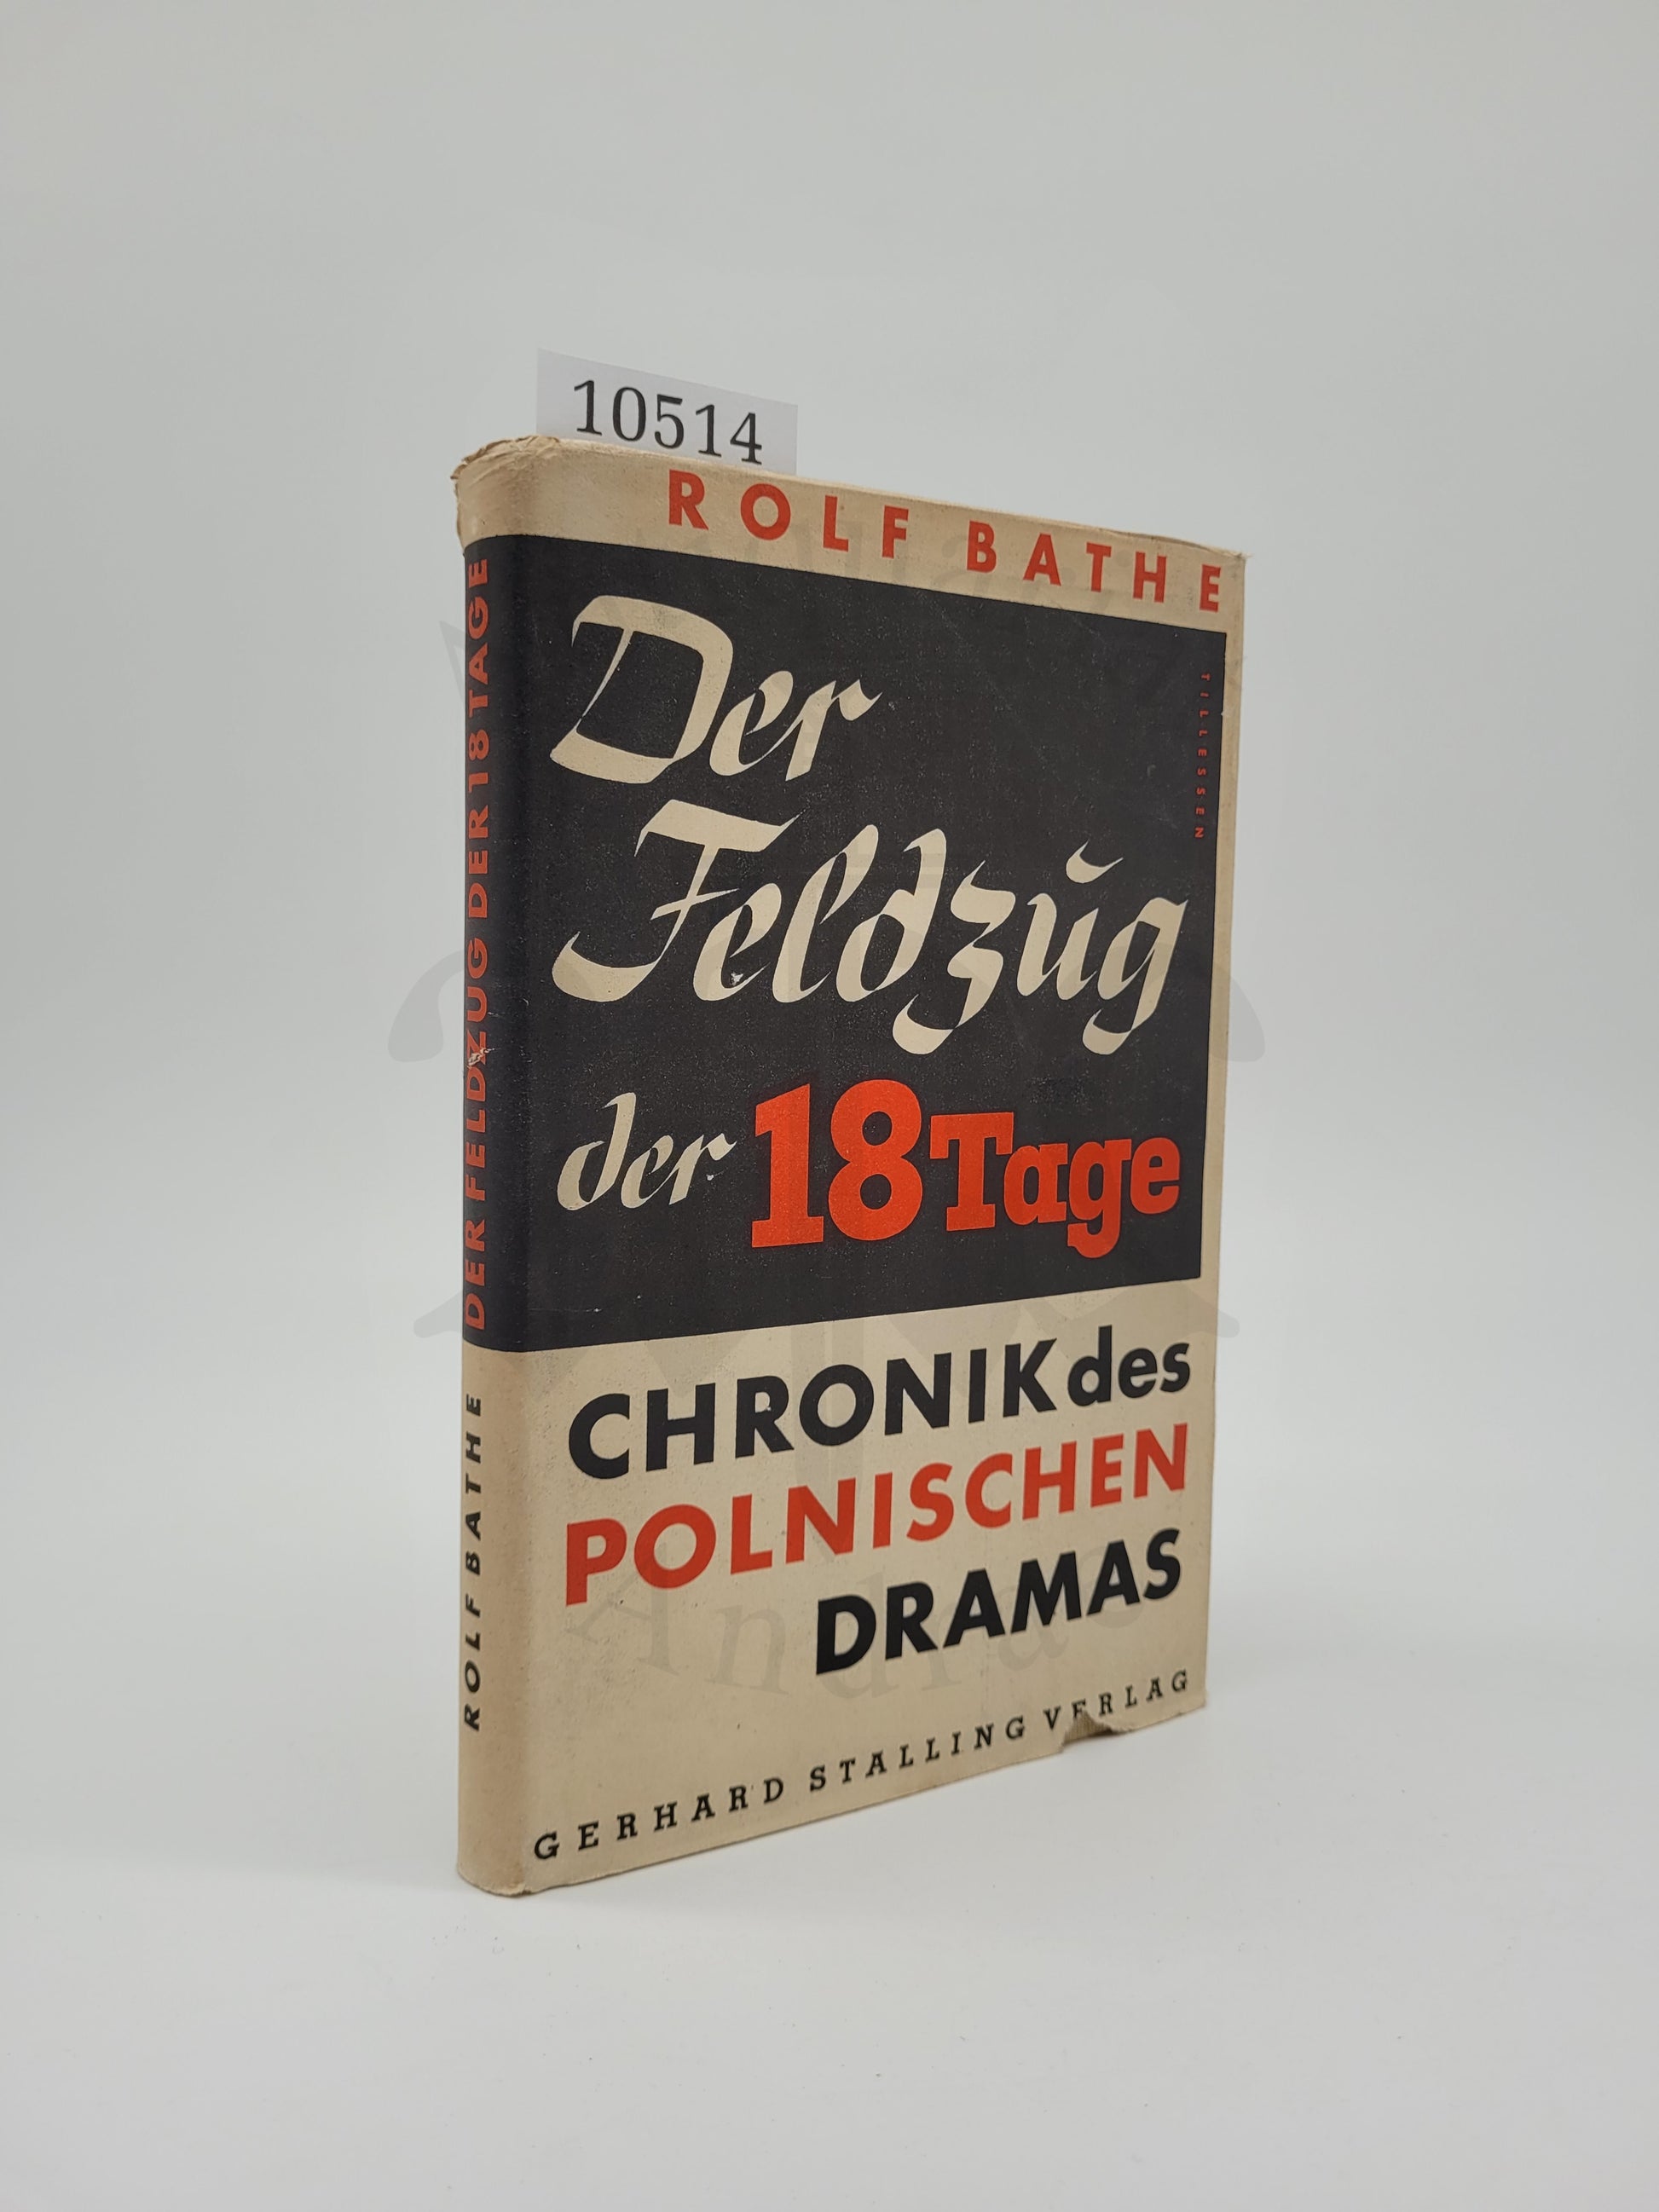 10514
ROLF BATHE
Der
Feldzug
der 18 Tage
TILLESSEN
CHRONIK des
POLNISCHEN
DRAMAS
GERHARD STALLING VERLAG
ROLF BATHE DER FELDZUG DER 18 TAGE
Andrae